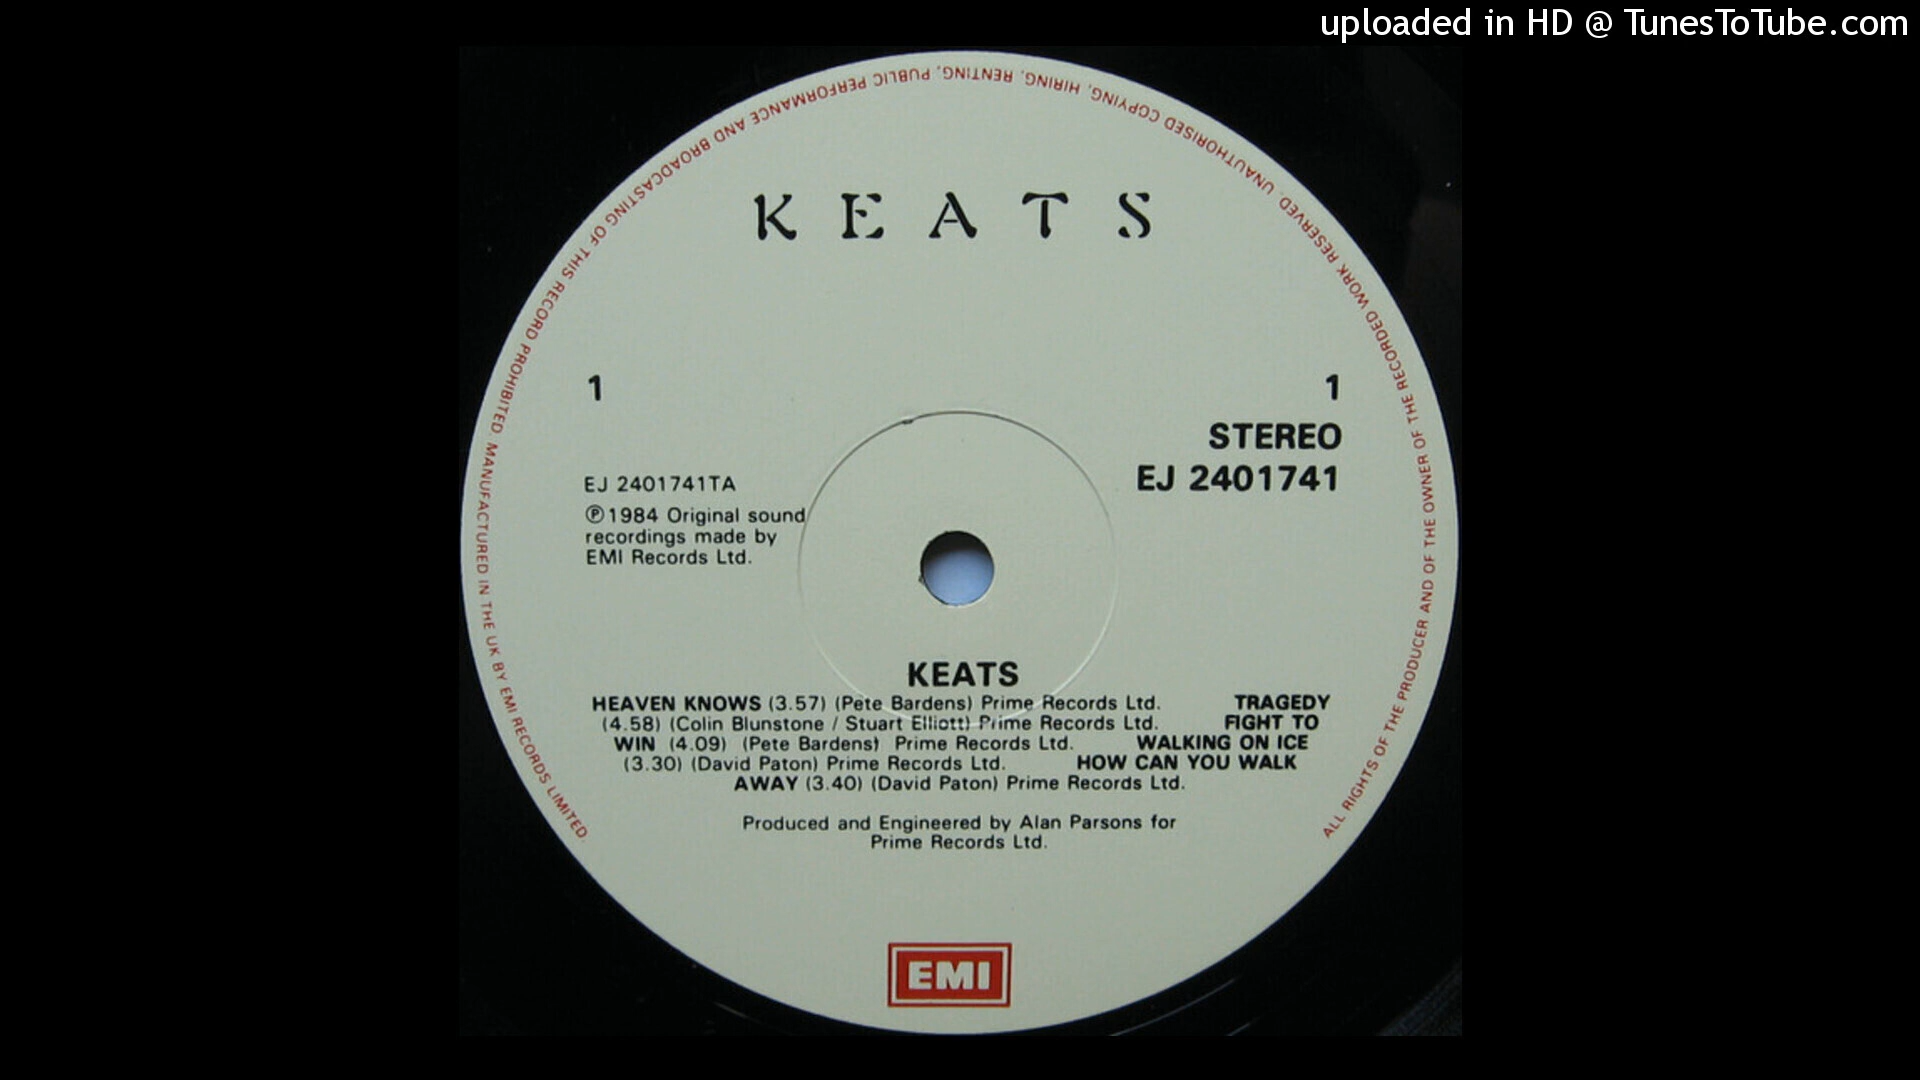 uploaded in HD @ TunesToTube.com
MANUFACTURED IN THE UK BY EMI RECORDS LIMITED.
ALL RIGHTS OF THE PRODUCER AND OF THE OWNER OF THE RECORDED WORK RESERVED. UNAUTHORISED COPYING, HIRING, RENTING, PUBLIC PERFORMANCE AND BROADCASTING OF THIS RECORD PROHIBITED.
KEATS
1
1
STEREO
EJ 2401741
EJ 2401741TA
Ⓟ1984 Original sound
recordings made by
EMI Records Ltd.
KEATS
HEAVEN KNOWS (3.57) (Pete Bardens) Prime Records Ltd. TRAGEDY
(4.58) (Colin Blunstone / Stuart Elliott) Prime Records Ltd. FIGHT TO
WIN (4.09) (Pete Bardens) Prime Records Ltd. WALKING ON ICE
(3.30) (David Paton) Prime Records Ltd. HOW CAN YOU WALK
AWAY (3.40) (David Paton) Prime Records Ltd.
Produced and Engineered by Alan Parsons for
Prime Records Ltd.
EMI